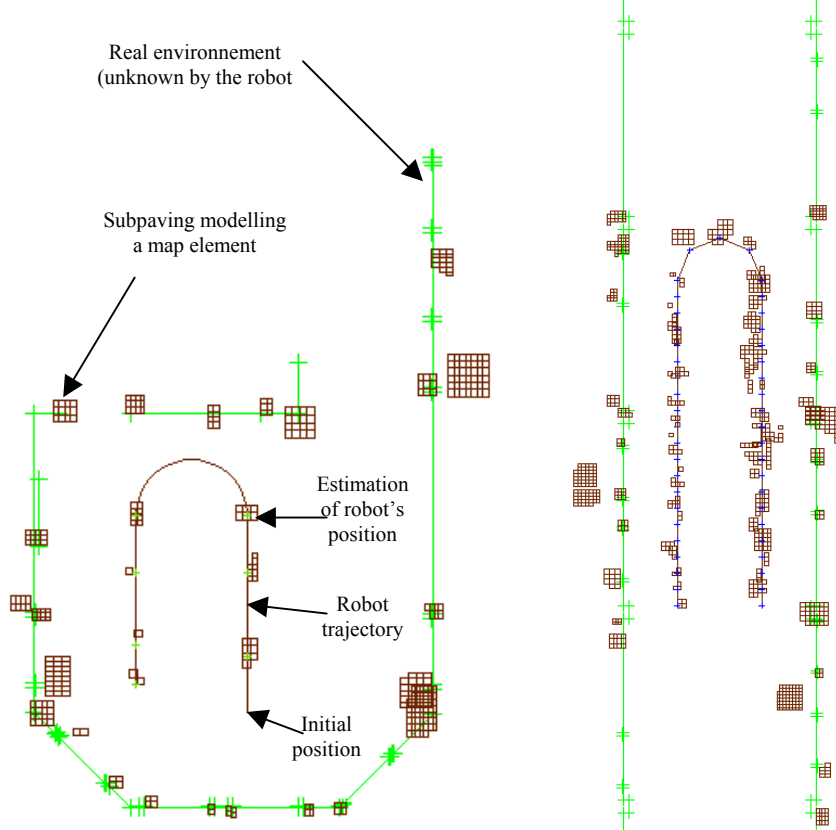 Real environnement
(unknown by the robot
Subpaving modelling
a map element
Estimation
of robot's
position
Robot
trajectory
Initial
position